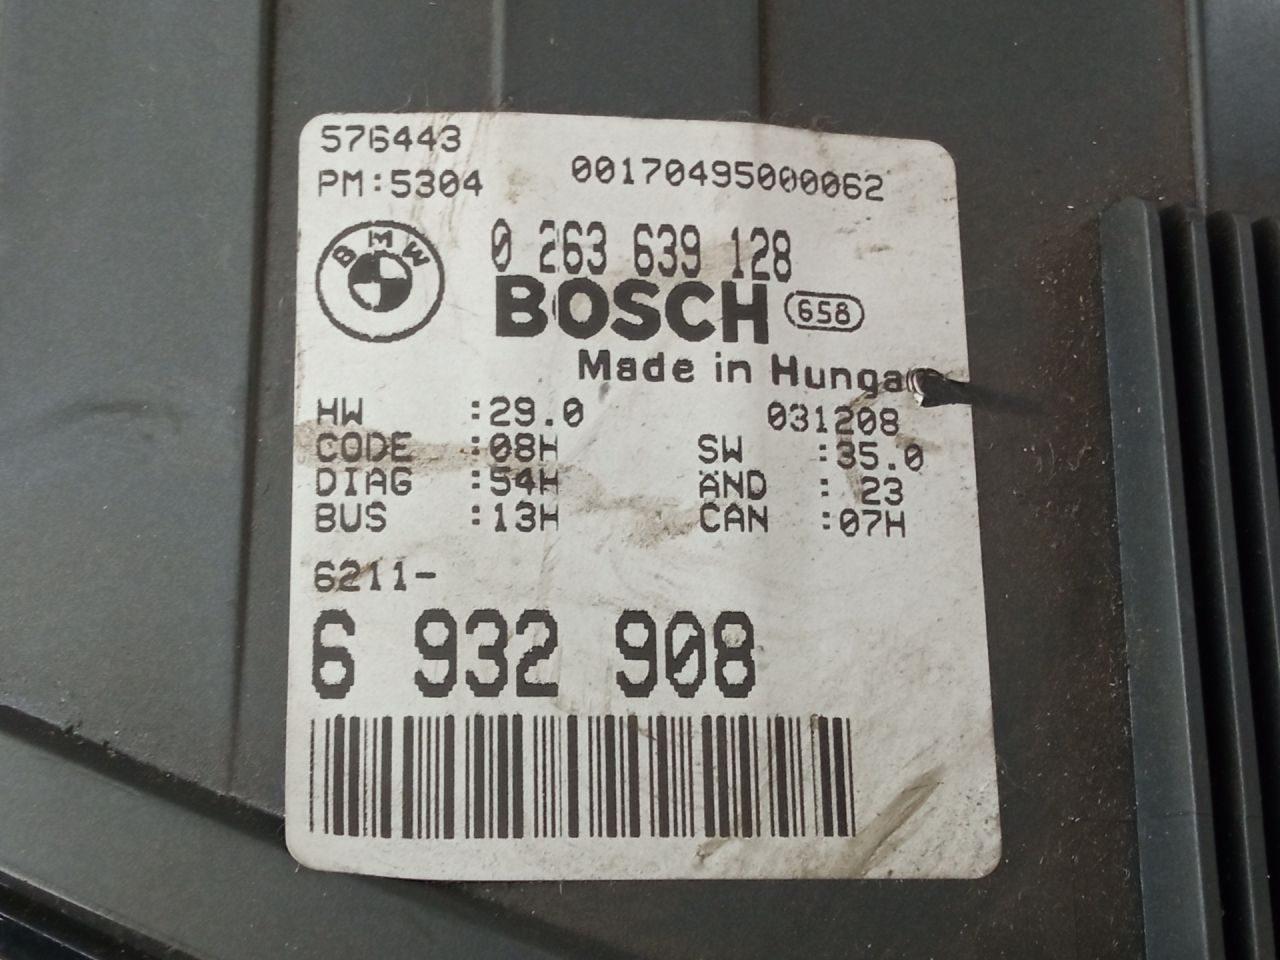 576443
PM:5304
00170495000062
BMW
0 263 639 128
BOSCH 658
Made in Hunga
HW :29.0 031208
CODE :08H SW :35.0
DIAG :54H ÄND : 23
BUS :13H CAN :07H
6211-
6 932 908